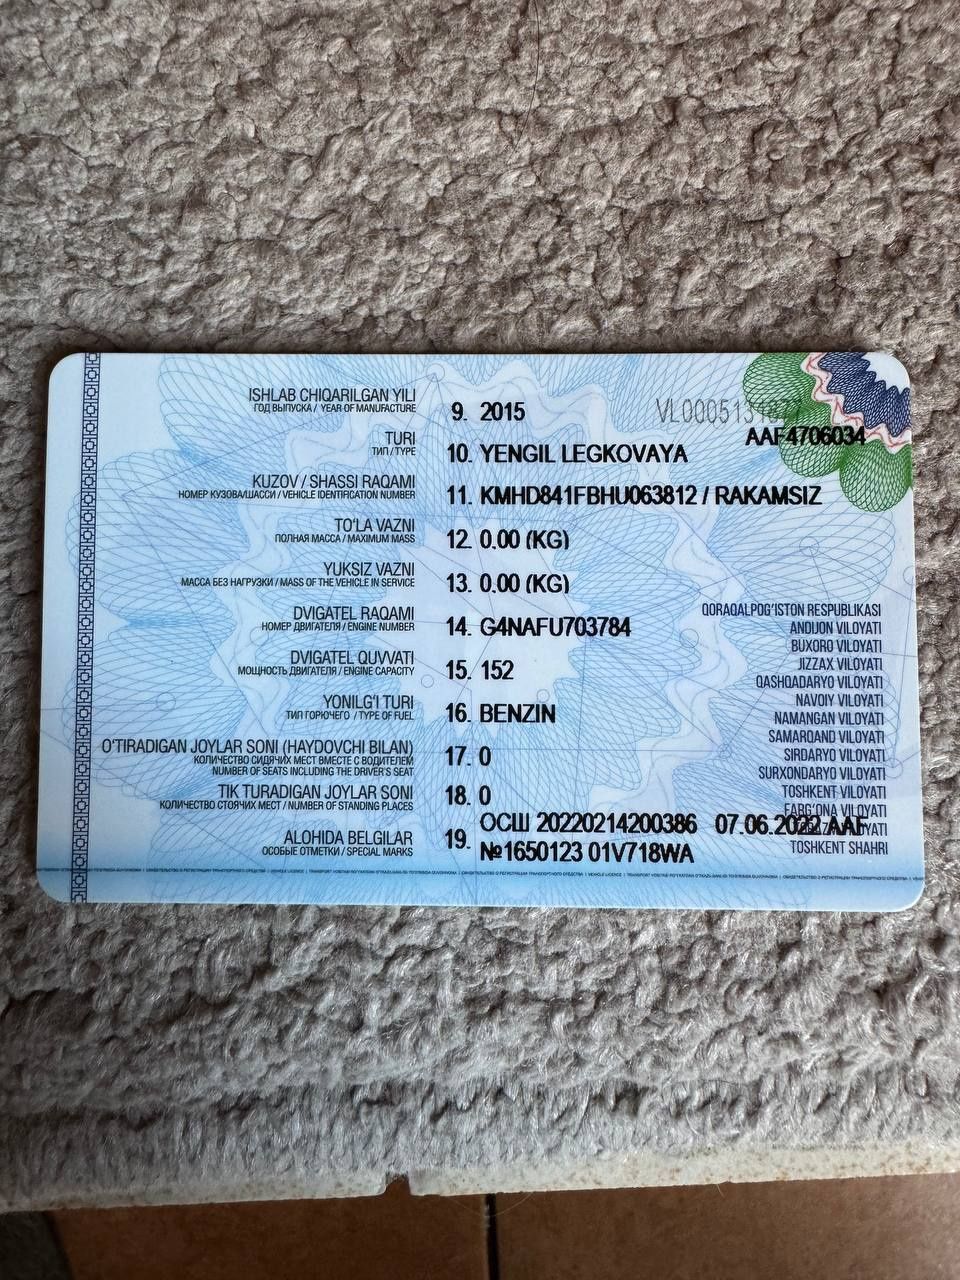 ISHLAB CHIQARILGAN YILI
ГОД ВЫПУСКА / YEAR OF MANUFACTURE
9. 2015
VL0005131
AAF4706034
TURI
ТИП / TYPE
10. YENGIL LEGKOVAYA
KUZOV / SHASSI RAQAMI
НОМЕР КУЗОВА/ШАССИ / VEHICLE IDENTIFICATION NUMBER
11. KMHD841FBHU063812 / RAKAMSIZ
TO'LA VAZNI
ПОЛНАЯ МАССА / MAXIMUM MASS
12. 0.00 (KG)
YUKSIZ VAZNI
МАССА БЕЗ НАГРУЗКИ / MASS OF THE VEHICLE IN SERVICE
13. 0.00 (KG)
DVIGATEL RAQAMI
НОМЕР ДВИГАТЕЛЯ / ENGINE NUMBER
14. G4NAFU703784
DVIGATEL QUVVATI
МОЩНОСТЬ ДВИГАТЕЛЯ / ENGINE CAPACITY
15. 152
YONILG'I TURI
ТИП ГОРЮЧЕГО / TYPE OF FUEL
16. BENZIN
O'TIRADIGAN JOYLAR SONI (HAYDOVCHI BILAN)
КОЛИЧЕСТВО СИДЯЧИХ МЕСТ ВМЕСТЕ С ВОДИТЕЛЕМ
NUMBER OF SEATS INCLUDING THE DRIVER'S SEAT
17. 0
TIK TURADIGAN JOYLAR SONI
КОЛИЧЕСТВО СТОЯЧИХ МЕСТ / NUMBER OF STANDING PLACES
18. 0
ALOHIDA BELGILAR
ОСОБЫЕ ОТМЕТКИ / SPECIAL MARKS
19. ОСШ 20220214200386 07.06.2022 AAF
№1650123 01V718WA
QORAQALPOG'ISTON RESPUBLIKASI
ANDIJON VILOYATI
BUXORO VILOYATI
JIZZAX VILOYATI
QASHQADARYO VILOYATI
NAVOIY VILOYATI
NAMANGAN VILOYATI
SAMARQAND VILOYATI
SIRDARYO VILOYATI
SURXONDARYO VILOYATI
TOSHKENT VILOYATI
FARG'ONA VILOYATI
TOSHKENT SHAHRI